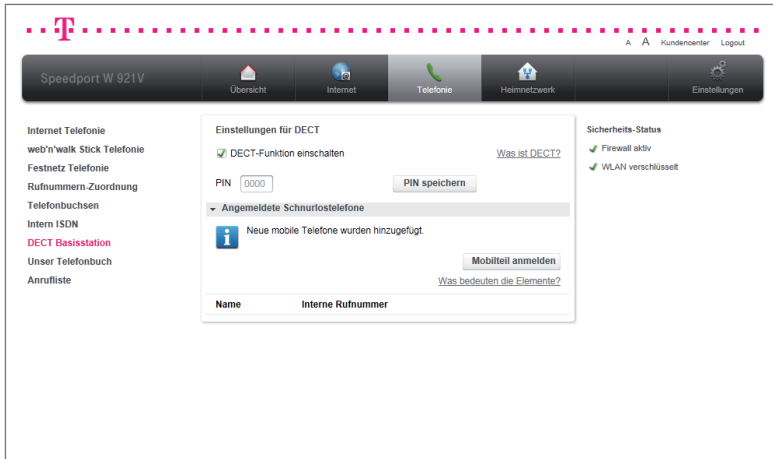 T
A A Kundencenter Logout
Speedport W 921V
Übersicht
Internet
Telefonie
Heimnetzwerk
Einstellungen
Internet Telefonie
web'n'walk Stick Telefonie
Festnetz Telefonie
Rufnummern-Zuordnung
Telefonbuchsen
Intern ISDN
DECT Basisstation
Unser Telefonbuch
Anrufliste
Einstellungen für DECT
DECT-Funktion einschalten
Was ist DECT?
PIN 0000 PIN speichern
Angemeldete Schnurlostelefone
Neue mobile Telefone wurden hinzugefügt.
Mobilteil anmelden
Was bedeuten die Elemente?
Name Interne Rufnummer
Sicherheits-Status
Firewall aktiv
WLAN verschlüsselt